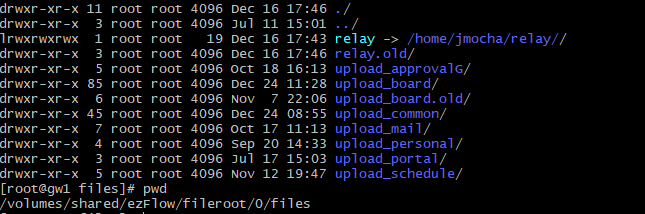 drwxr-xr-x 11 root root 4096 Dec 16 17:46 ./
drwxr-xr-x 3 root root 4096 Jul 11 15:01 ../
lrwxrwxrwx 1 root root 19 Dec 16 17:43 relay -> /home/jmocha/relay//
drwxr-xr-x 3 root root 4096 Dec 16 17:46 relay.old/
drwxr-xr-x 5 root root 4096 Oct 18 16:13 upload_approvalG/
drwxr-xr-x 85 root root 4096 Dec 24 11:28 upload_board/
drwxr-xr-x 6 root root 4096 Nov 7 22:06 upload_board.old/
drwxr-xr-x 45 root root 4096 Dec 24 08:55 upload_common/
drwxr-xr-x 7 root root 4096 Oct 17 11:13 upload_mail/
drwxr-xr-x 4 root root 4096 Sep 20 14:33 upload_personal/
drwxr-xr-x 3 root root 4096 Jul 17 15:03 upload_portal/
drwxr-xr-x 5 root root 4096 Nov 12 19:47 upload_schedule/
[root@gw1 files]# pwd
/volumes/shared/ezFlow/fileroot/0/files